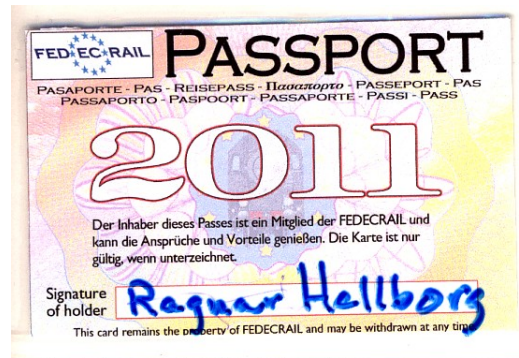 FEDECRAIL
PASSPORT
PASAPORTE - PAS - REISEPASS - Πασαπορτο - PASSEPORT - PAS
PASSAPORTO - PASPOORT - PASSAPORTE - PASSI - PASS
2011
Der Inhaber dieses Passes ist ein Mitglied der FEDECRAIL und
kann die Ansprüche und Vorteile genießen. Die Karte ist nur
gültig, wenn unterzeichnet.
Signature
of holder
Ragnar Hellborg
This card remains the property of FEDECRAIL and may be withdrawn at any time